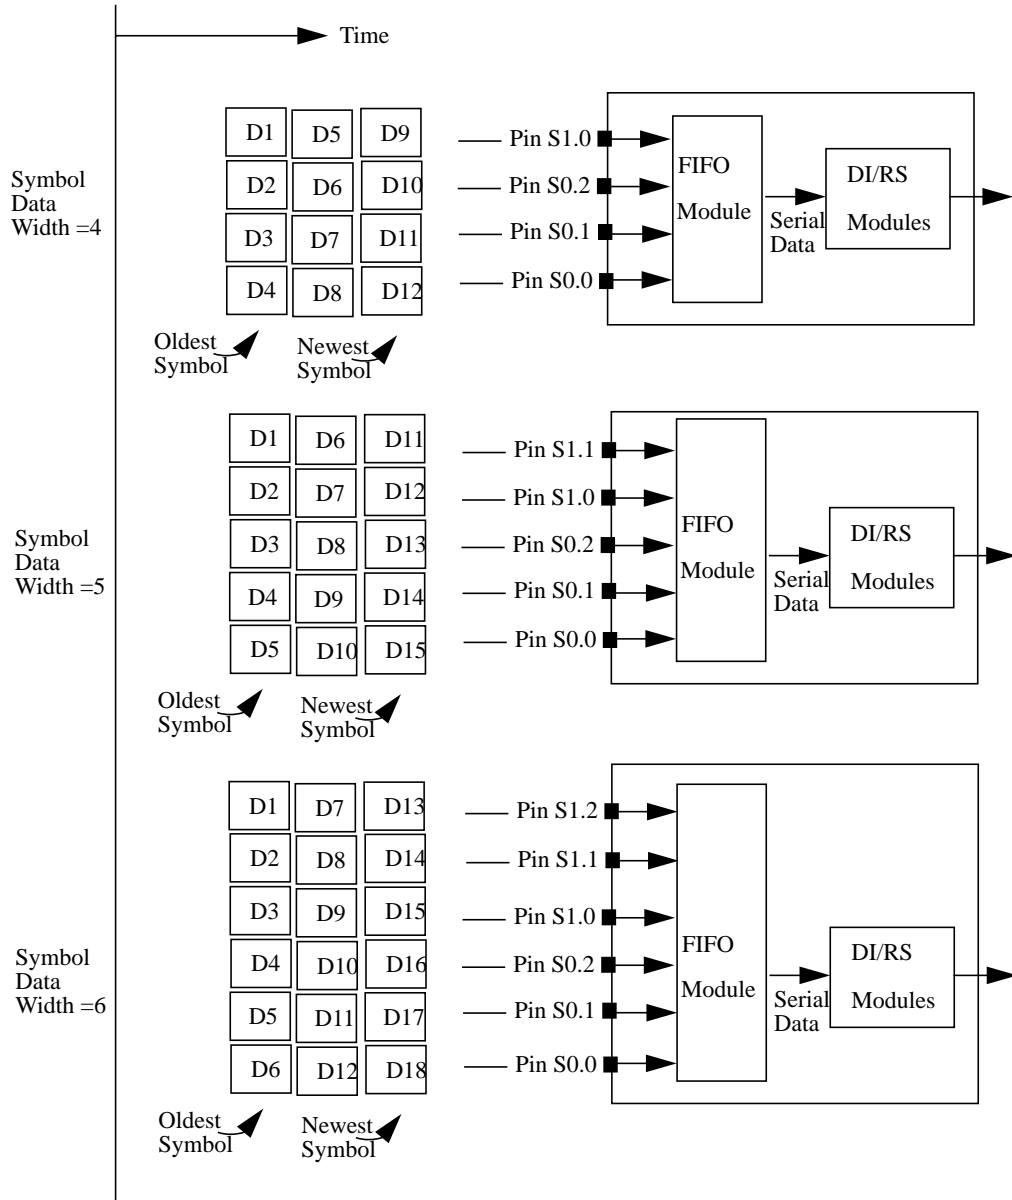 Time
D1 D5 D9
D2 D6 D10
D3 D7 D11
D4 D8 D12
Symbol
Data
Width =4
Oldest
Symbol
Newest
Symbol
Pin S1.0
Pin S0.2
Pin S0.1
Pin S0.0
FIFO
Module
Serial
Data
DI/RS
Modules
D1 D6 D11
D2 D7 D12
D3 D8 D13
D4 D9 D14
D5 D10 D15
Symbol
Data
Width =5
Oldest
Symbol
Newest
Symbol
Pin S1.1
Pin S1.0
Pin S0.2
Pin S0.1
Pin S0.0
FIFO
Module
Serial
Data
DI/RS
Modules
D1 D7 D13
D2 D8 D14
D3 D9 D15
D4 D10 D16
D5 D11 D17
D6 D12 D18
Symbol
Data
Width =6
Oldest
Symbol
Newest
Symbol
Pin S1.2
Pin S1.1
Pin S1.0
Pin S0.2
Pin S0.1
Pin S0.0
FIFO
Module
Serial
Data
DI/RS
Modules